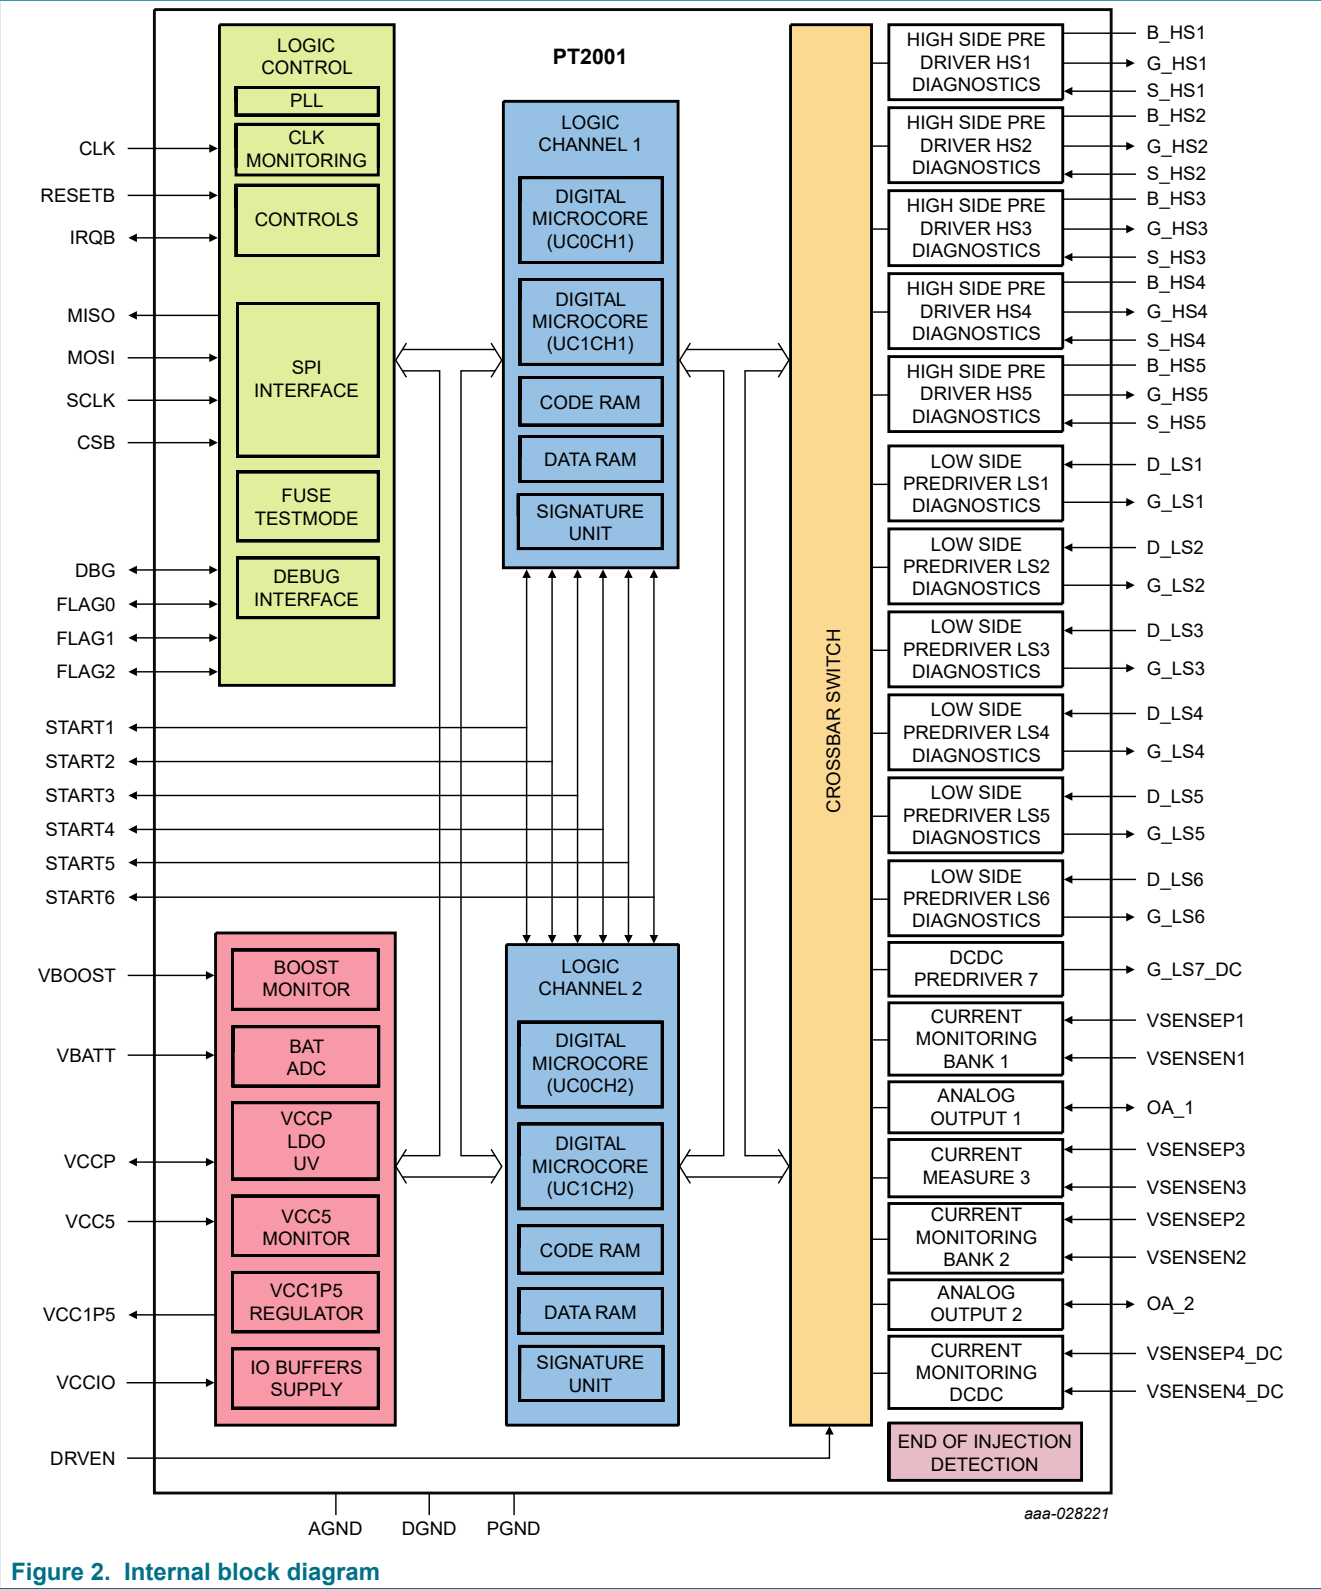 PT2001
LOGIC
CONTROL
PLL
CLK
MONITORING
CONTROLS
SPI
INTERFACE
FUSE
TESTMODE
DEBUG
INTERFACE
CLK
RESETB
IRQB
MISO
MOSI
SCLK
CSB
DBG
FLAG0
FLAG1
FLAG2
START1
START2
START3
START4
START5
START6
VBOOST
VBATT
VCCP
VCC5
VCC1P5
VCCIO
DRVEN
BOOST
MONITOR
BAT
ADC
VCCP
LDO
UV
VCC5
MONITOR
VCC1P5
REGULATOR
IO BUFFERS
SUPPLY
LOGIC
CHANNEL 1
DIGITAL
MICROCORE
(UC0CH1)
DIGITAL
MICROCORE
(UC1CH1)
CODE RAM
DATA RAM
SIGNATURE
UNIT
LOGIC
CHANNEL 2
DIGITAL
MICROCORE
(UC0CH2)
DIGITAL
MICROCORE
(UC1CH2)
CODE RAM
DATA RAM
SIGNATURE
UNIT
CROSSBAR SWITCH
HIGH SIDE PRE
DRIVER HS1
DIAGNOSTICS
HIGH SIDE PRE
DRIVER HS2
DIAGNOSTICS
HIGH SIDE PRE
DRIVER HS3
DIAGNOSTICS
HIGH SIDE PRE
DRIVER HS4
DIAGNOSTICS
HIGH SIDE PRE
DRIVER HS5
DIAGNOSTICS
LOW SIDE
PREDRIVER LS1
DIAGNOSTICS
LOW SIDE
PREDRIVER LS2
DIAGNOSTICS
LOW SIDE
PREDRIVER LS3
DIAGNOSTICS
LOW SIDE
PREDRIVER LS4
DIAGNOSTICS
LOW SIDE
PREDRIVER LS5
DIAGNOSTICS
LOW SIDE
PREDRIVER LS6
DIAGNOSTICS
DCDC
PREDRIVER 7
CURRENT
MONITORING
BANK 1
ANALOG
OUTPUT 1
CURRENT
MEASURE 3
CURRENT
MONITORING
BANK 2
ANALOG
OUTPUT 2
CURRENT
MONITORING
DCDC
END OF INJECTION
DETECTION
B_HS1
G_HS1
S_HS1
B_HS2
G_HS2
S_HS2
B_HS3
G_HS3
S_HS3
B_HS4
G_HS4
S_HS4
B_HS5
G_HS5
S_HS5
D_LS1
G_LS1
D_LS2
G_LS2
D_LS3
G_LS3
D_LS4
G_LS4
D_LS5
G_LS5
D_LS6
G_LS6
G_LS7_DC
VSENSEP1
VSENSEN1
OA_1
VSENSEP3
VSENSEN3
VSENSEP2
VSENSEN2
OA_2
VSENSEP4_DC
VSENSEN4_DC
AGND
DGND
PGND
aaa-028221
Figure 2. Internal block diagram